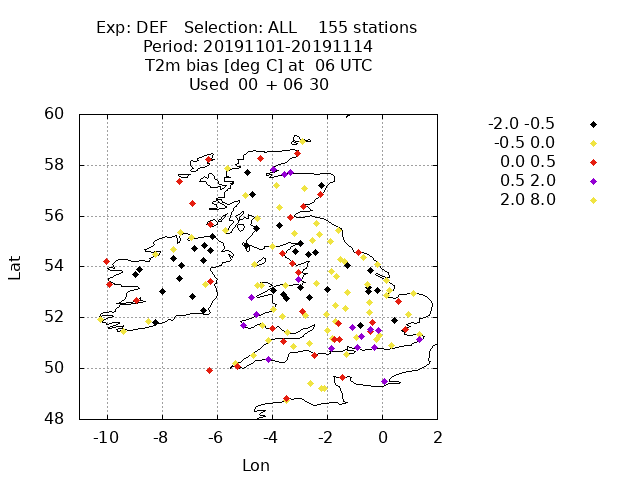 Exp: DEF Selection: ALL 155 stations
Period: 20191101-20191114
T2m bias [deg C] at 06 UTC
Used 00 + 06 30
-2.0 -0.5
-0.5 0.0
0.0 0.5
0.5 2.0
2.0 8.0
60
58
56
54
52
50
48
Lat
-10 -8 -6 -4 -2 0 2
Lon